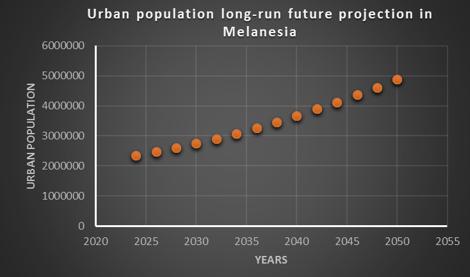 Urban population long-run future projection in
Melanesia
6000000
5000000
4000000
3000000
2000000
1000000
0
URBAN POPULATION
2020 2025 2030 2035 2040 2045 2050 2055
YEARS